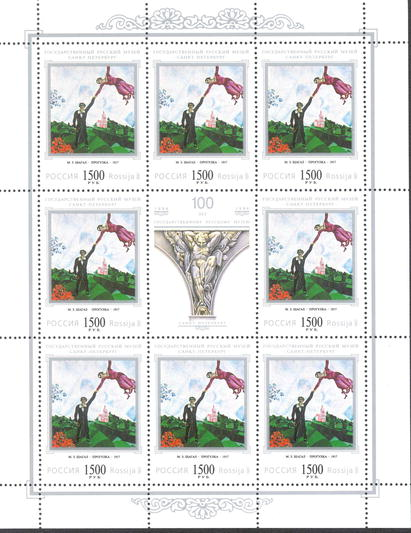 ГОСУДАРСТВЕННЫЙ РУССКИЙ МУЗЕЙ
САНКТ-ПЕТЕРБУРГ
М. З. ШАГАЛ · ПРОГУЛКА · 1917
РОССИЯ 1500 Rossija
РУБ.
ГОСУДАРСТВЕННЫЙ РУССКИЙ МУЗЕЙ
САНКТ-ПЕТЕРБУРГ
М. З. ШАГАЛ · ПРОГУЛКА · 1917
РОССИЯ 1500 Rossija
РУБ.
ГОСУДАРСТВЕННЫЙ РУССКИЙ МУЗЕЙ
САНКТ-ПЕТЕРБУРГ
М. З. ШАГАЛ · ПРОГУЛКА · 1917
РОССИЯ 1500 Rossija
РУБ.
ГОСУДАРСТВЕННЫЙ РУССКИЙ МУЗЕЙ
САНКТ-ПЕТЕРБУРГ
М. З. ШАГАЛ · ПРОГУЛКА · 1917
РОССИЯ 1500 Rossija
РУБ.
100
ЛЕТ
ГОСУДАРСТВЕННОМУ РУССКОМУ МУЗЕЮ
САНКТ-ПЕТЕРБУРГ
ГОСУДАРСТВЕННЫЙ РУССКИЙ МУЗЕЙ
САНКТ-ПЕТЕРБУРГ
М. З. ШАГАЛ · ПРОГУЛКА · 1917
РОССИЯ 1500 Rossija
РУБ.
ГОСУДАРСТВЕННЫЙ РУССКИЙ МУЗЕЙ
САНКТ-ПЕТЕРБУРГ
М. З. ШАГАЛ · ПРОГУЛКА · 1917
РОССИЯ 1500 Rossija
РУБ.
ГОСУДАРСТВЕННЫЙ РУССКИЙ МУЗЕЙ
САНКТ-ПЕТЕРБУРГ
М. З. ШАГАЛ · ПРОГУЛКА · 1917
РОССИЯ 1500 Rossija
РУБ.
ГОСУДАРСТВЕННЫЙ РУССКИЙ МУЗЕЙ
САНКТ-ПЕТЕРБУРГ
М. З. ШАГАЛ · ПРОГУЛКА · 1917
РОССИЯ 1500 Rossija
РУБ.